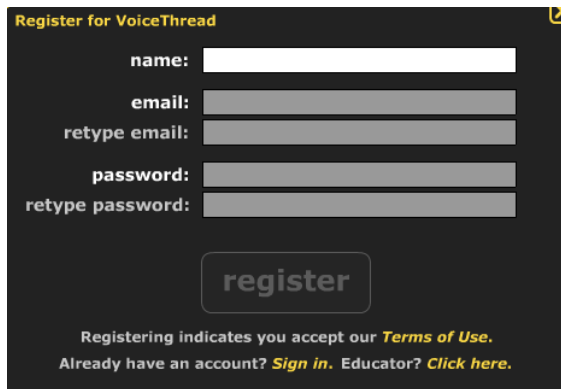 Register for VoiceThread
name:
email:
retype email:
password:
retype password:
register
Registering indicates you accept our Terms of Use.
Already have an account? Sign in. Educator? Click here.